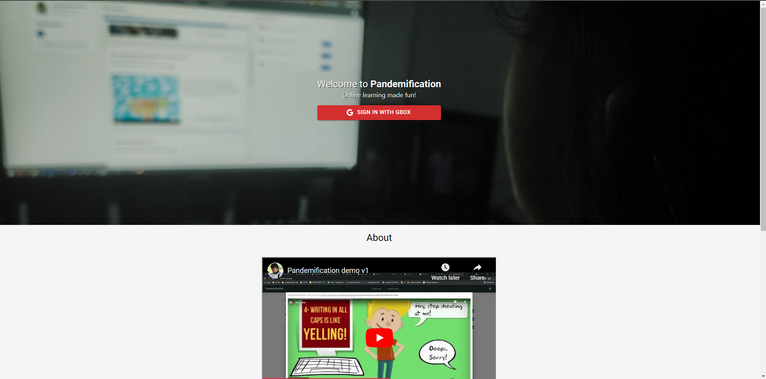 Welcome to Pandemification
Online learning made fun!
G SIGN IN WITH GBOX
About
Pandemification demo v1
Watch later
Share
4- WRITING IN ALL
CAPS IS LIKE
YELLING!
Hey, stop shouting
at me!
Ooops,
Sorry!